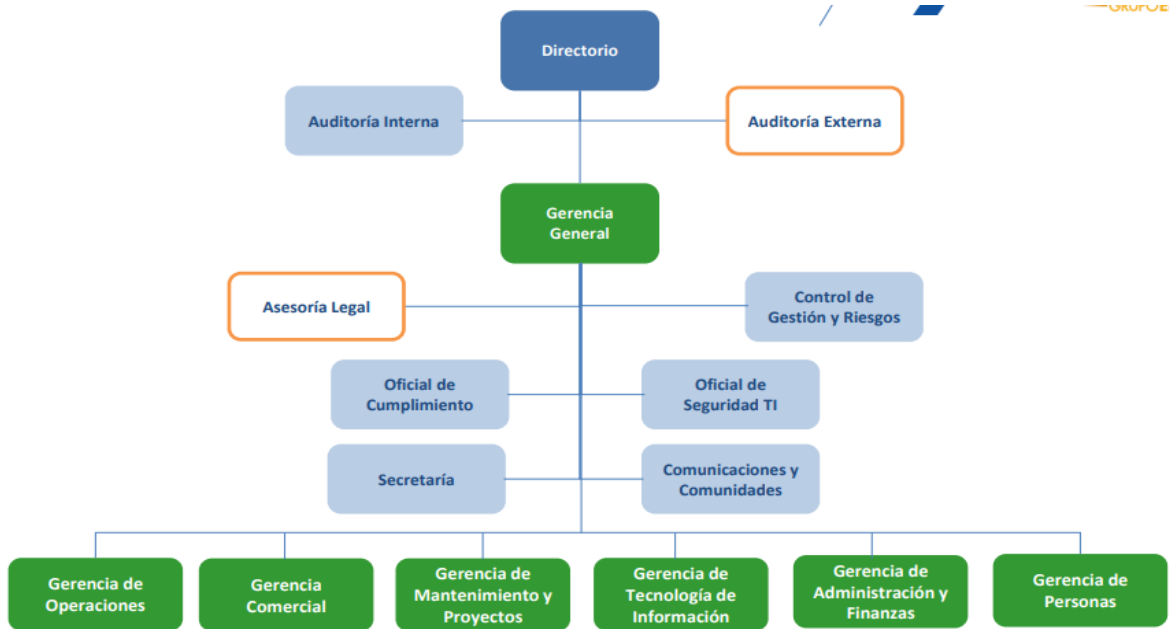 GRUPO
Directorio
Auditoría Interna
Auditoría Externa
Gerencia
General
Asesoría Legal
Control de
Gestión y Riesgos
Oficial de
Cumplimiento
Oficial de
Seguridad TI
Secretaría
Comunicaciones y
Comunidades
Gerencia de
Operaciones
Gerencia
Comercial
Gerencia de
Mantenimiento y
Proyectos
Gerencia de
Tecnología de
Información
Gerencia de
Administración y
Finanzas
Gerencia de
Personas